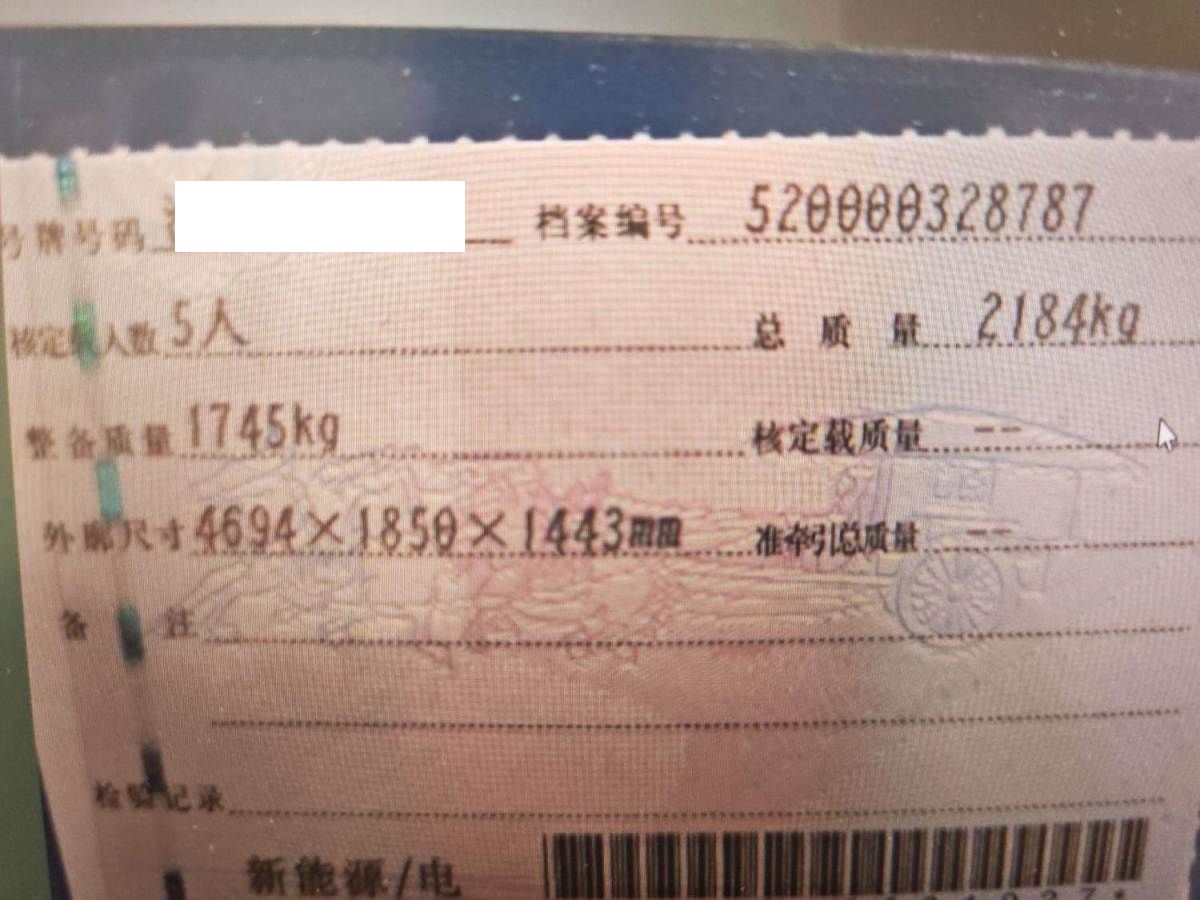 号牌号码 档案编号 520000328787
核定载人数 5人 总质量 2184kg
整备质量 1745kg 核定载质量 --
外廓尺寸 4694×1850×1443mm 准牵引总质量 --
备注
检验记录
新能源/电